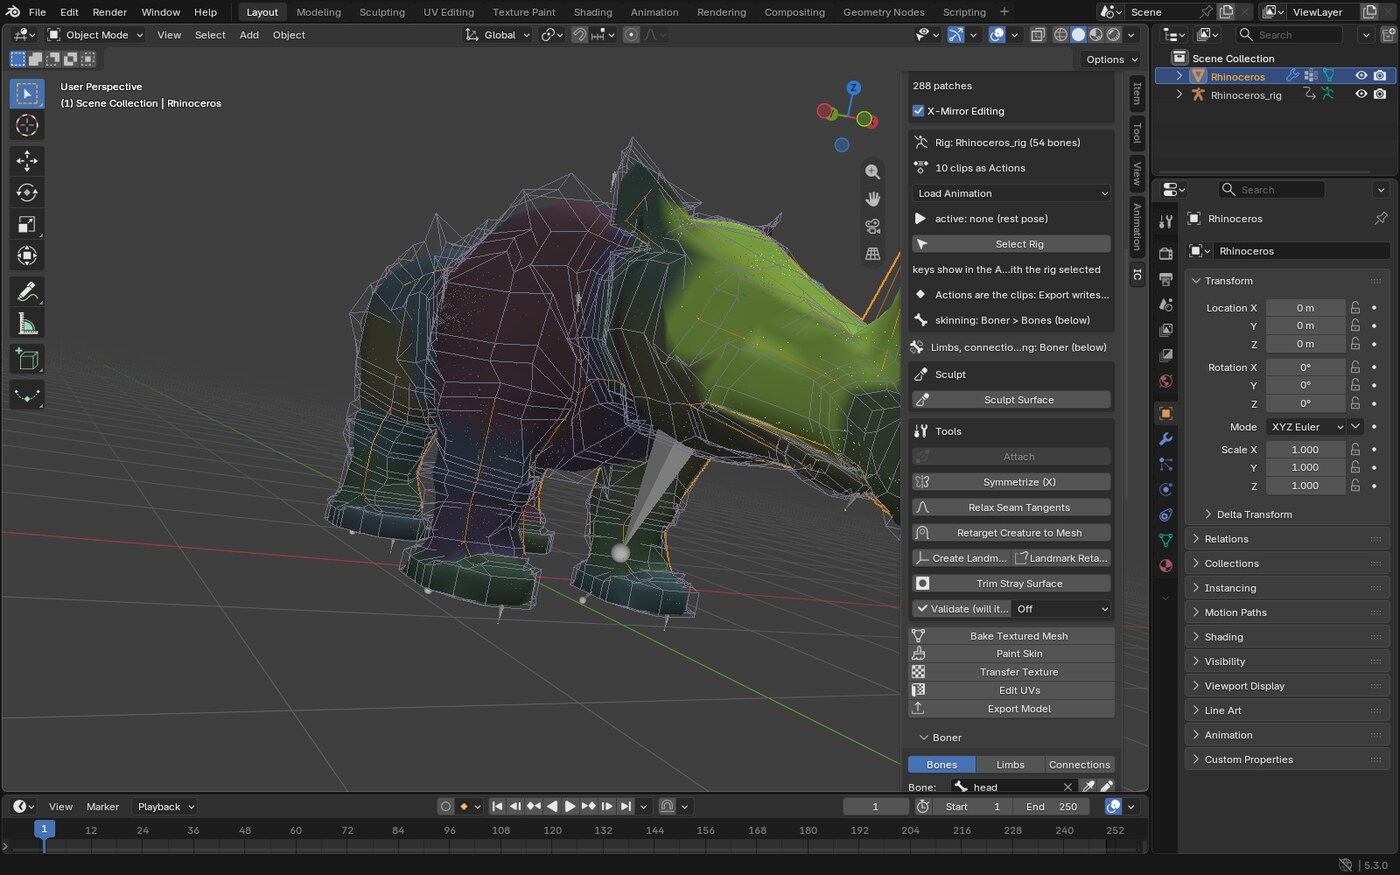 File Edit Render Window Help Layout Modeling Sculpting UV Editing Texture Paint Shading Animation Rendering Compositing Geometry Nodes Scripting + Scene ViewLayer
Object Mode View Select Add Object Global Search
Options
User Perspective
(1) Scene Collection | Rhinoceros
Z
288 patches
X-Mirror Editing
Rig: Rhinoceros_rig (54 bones)
10 clips as Actions
Load Animation
active: none (rest pose)
Select Rig
keys show in the A...ith the rig selected
Actions are the clips: Export writes...
skinning: Boner > Bones (below)
Limbs, connectio...ng: Boner (below)
Sculpt
Sculpt Surface
Tools
Attach
Symmetrize (X)
Relax Seam Tangents
Retarget Creature to Mesh
Create Landm... Landmark Reta...
Trim Stray Surface
Validate (will it... Off
Bake Textured Mesh
Paint Skin
Transfer Texture
Edit UVs
Export Model
Boner
Bones Limbs Connections
Bone: head
Item
Tool
View
Animation
IC
Scene Collection
Rhinoceros
Rhinoceros_rig
Search
Rhinoceros
Rhinoceros
Transform
Location X 0 m
Y 0 m
Z 0 m
Rotation X 0°
Y 0°
Z 0°
Mode XYZ Euler
Scale X 1.000
Y 1.000
Z 1.000
Delta Transform
Relations
Collections
Instancing
Motion Paths
Shading
Visibility
Viewport Display
Line Art
Animation
Custom Properties
View Marker Playback 1 Start 1 End 250
1 12 24 36 48 60 72 84 96 108 120 132 144 156 168 180 192 204 216 228 240 252
5.3.0